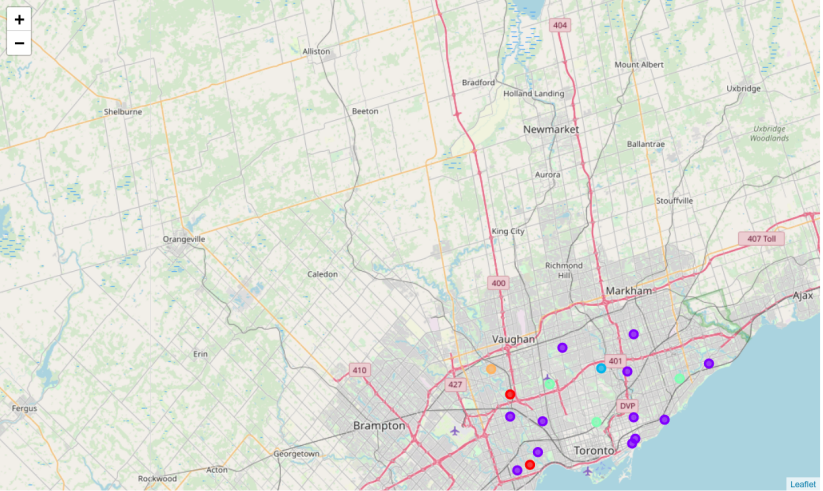 +
404
Alliston
Mount Albert
−
Bradford
Uxbridge
Holland Landing
Shelburne
Beeton
Newmarket
Uxbridge
Woodlands
Ballantrae
Aurora
Stouffville
King City
Orangeville
407 Toll
Richmond
Hill
Caledon
400
Markham
Ajax
Vaughan
Erin
401
410
427
Fergus
DVP
Brampton
Toronto
Georgetown
Acton
Rockwood
Leaflet